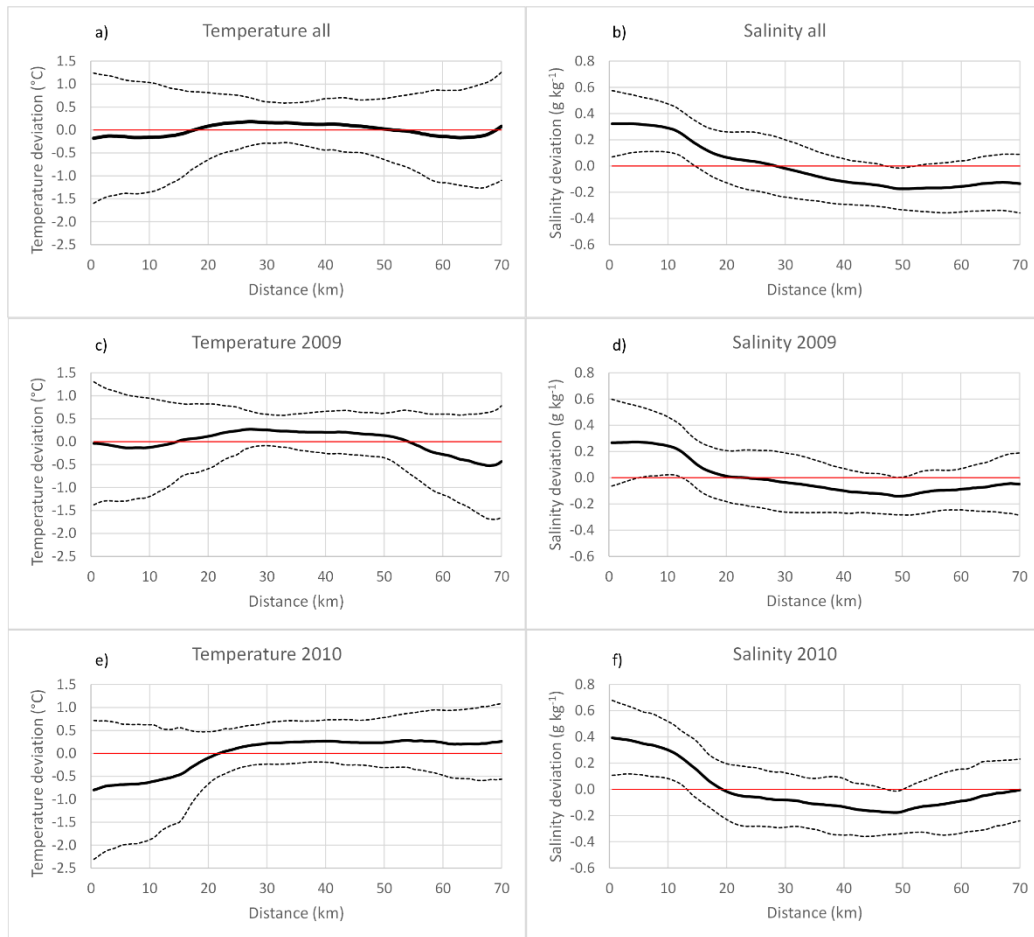 a) Temperature all
Temperature deviation (°C)
1.5
1.0
0.5
0.0
-0.5
-1.0
-1.5
-2.0
-2.5
0 10 20 30 40 50 60 70
Distance (km)
b) Salinity all
Salinity deviation (g kg⁻¹)
0.8
0.6
0.4
0.2
0.0
-0.2
-0.4
-0.6
0 10 20 30 40 50 60 70
Distance (km)
c) Temperature 2009
Temperature deviation (°C)
1.5
1.0
0.5
0.0
-0.5
-1.0
-1.5
-2.0
-2.5
0 10 20 30 40 50 60 70
Distance (km)
d) Salinity 2009
Salinity deviation (g kg⁻¹)
0.8
0.6
0.4
0.2
0.0
-0.2
-0.4
-0.6
0 10 20 30 40 50 60 70
Distance (km)
e) Temperature 2010
Temperature deviation (°C)
1.5
1.0
0.5
0.0
-0.5
-1.0
-1.5
-2.0
-2.5
0 10 20 30 40 50 60 70
Distance (km)
f) Salinity 2010
Salinity deviation (g kg⁻¹)
0.8
0.6
0.4
0.2
0.0
-0.2
-0.4
-0.6
0 10 20 30 40 50 60 70
Distance (km)